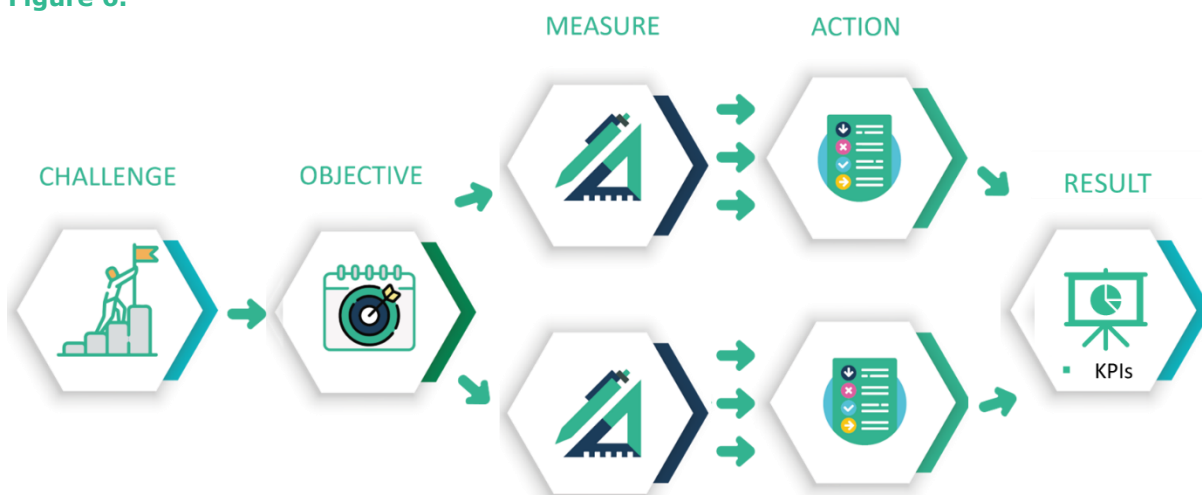 Figure 6.
MEASURE
ACTION
CHALLENGE
OBJECTIVE
RESULT
▪ KPIs